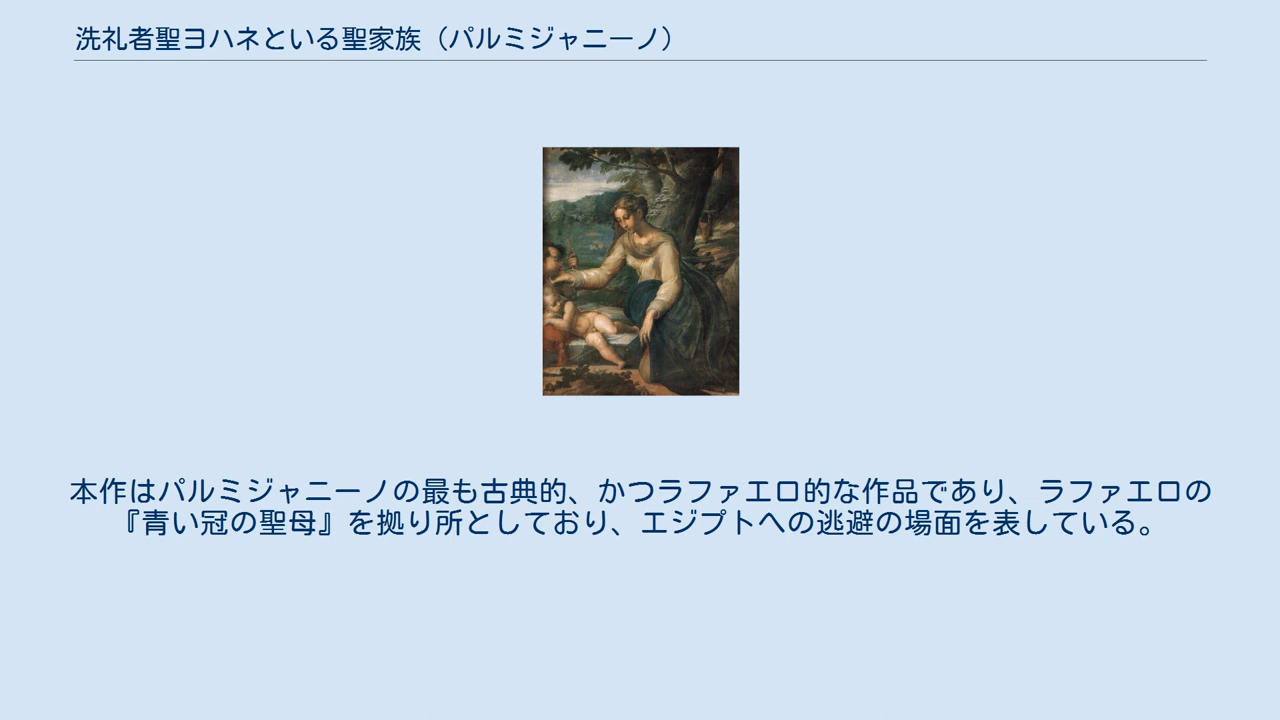 洗礼者聖ヨハネといる聖家族（パルミジャニーノ）
本作はパルミジャニーノの最も古典的、かつラファエロ的な作品であり、ラファエロの
『青い冠の聖母』を拠り所としており、エジプトへの逃避の場面を表している。